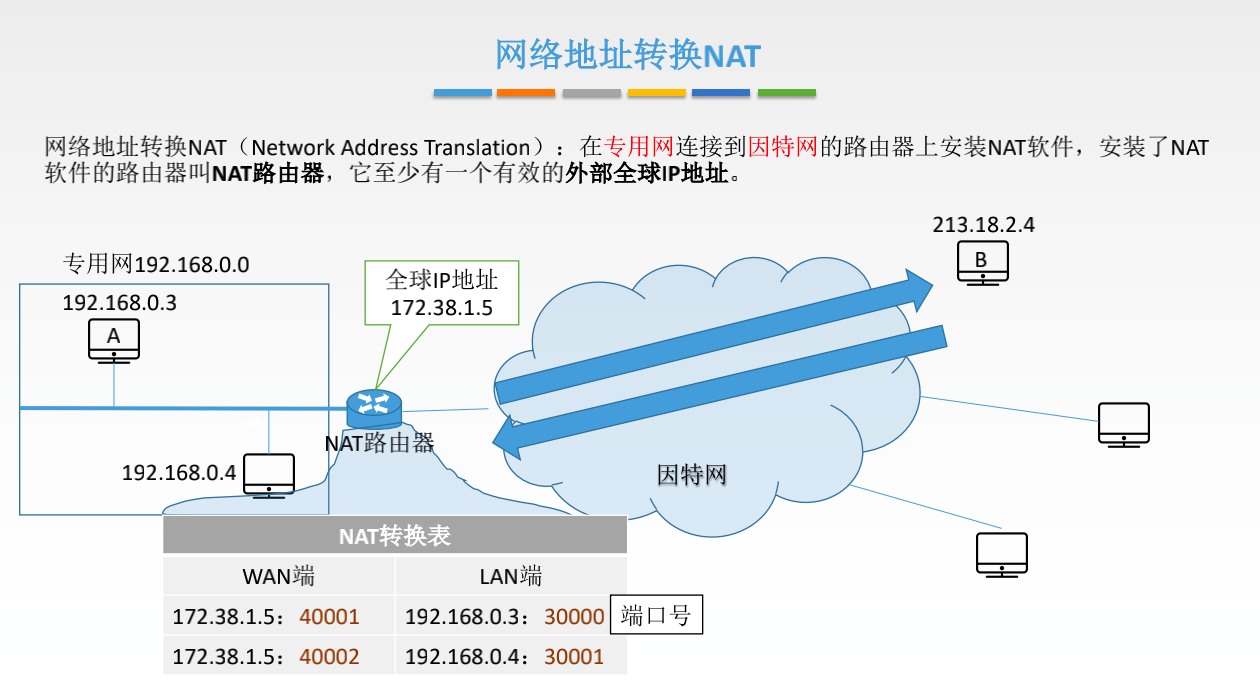 网络地址转换NAT
网络地址转换NAT（Network Address Translation）：在专用网连接到因特网的路由器上安装NAT软件，安装了NAT
软件的路由器叫NAT路由器，它至少有一个有效的外部全球IP地址。
213.18.2.4
B
专用网192.168.0.0
192.168.0.3
A
全球IP地址
172.38.1.5
NAT路由器
192.168.0.4
因特网
NAT转换表
WAN端 LAN端
172.38.1.5：40001 192.168.0.3：30000 端口号
172.38.1.5：40002 192.168.0.4：30001